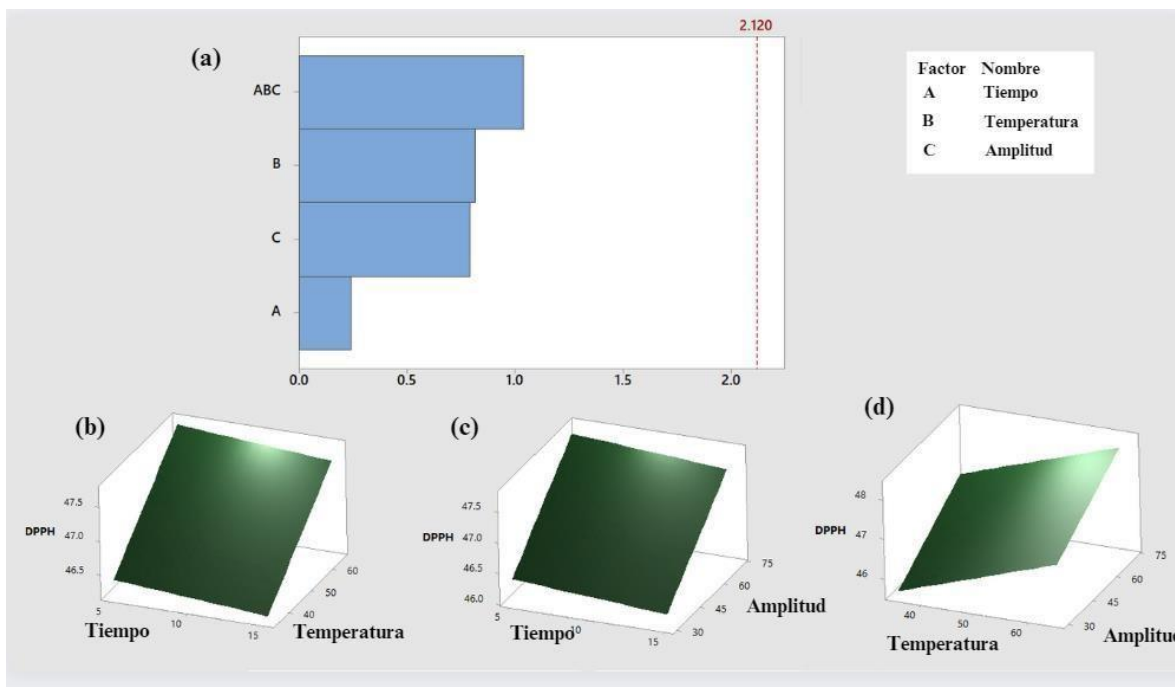 (a)
2.120
ABC
B
C
A
0.0 0.5 1.0 1.5 2.0
Factor Nombre
A Tiempo
B Temperatura
C Amplitud
(b)
DPPH
47.5
47.0
46.5
5
10
15
Tiempo
40
50
60
Temperatura
(c)
DPPH
47.5
47.0
46.5
46.0
5
10
15
Tiempo
30
45
60
75
Amplitud
(d)
DPPH
48
47
46
40
50
60
Temperatura
30
45
60
75
Amplitud